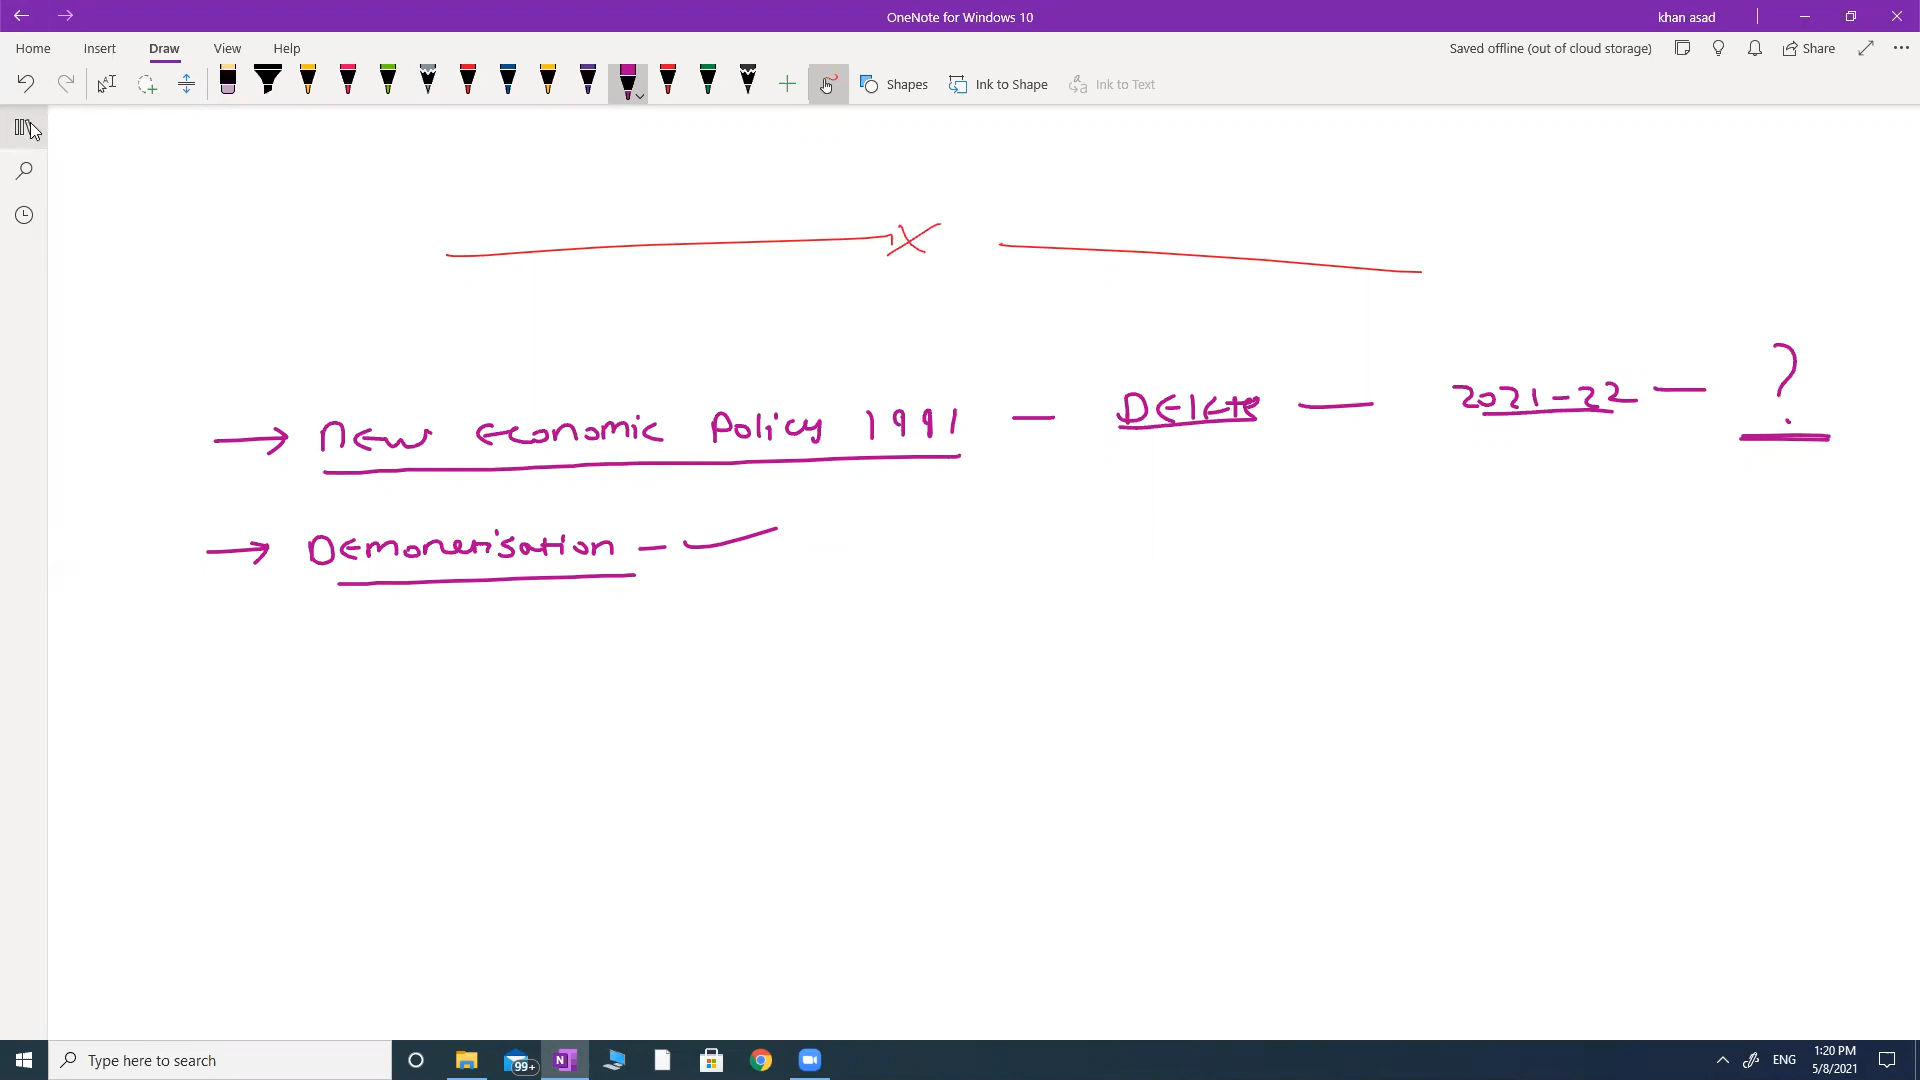 OneNote for Windows 10
khan asad
Home Insert Draw View Help
Saved offline (out of cloud storage) Share
Shapes Ink to Shape Ink to Text
New economic Policy 1991 — Delete — 2021-22 — ?
Demonetisation —
Type here to search
99+
ENG
1:20 PM
5/8/2021